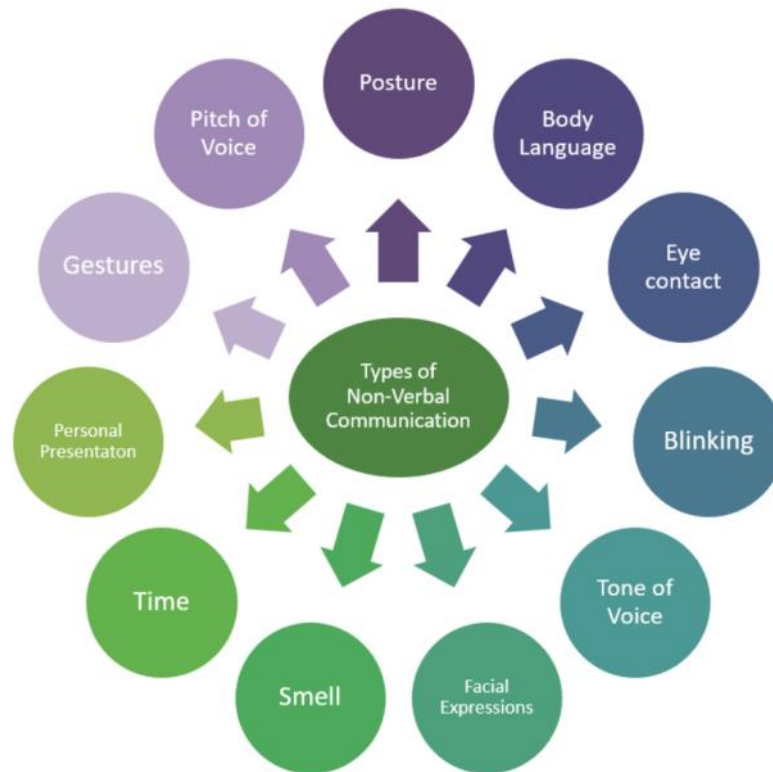 Posture
Body
Language
Eye
contact
Blinking
Tone of
Voice
Facial
Expressions
Smell
Time
Personal
Presentaton
Gestures
Pitch of
Voice
Types of
Non-Verbal
Communication